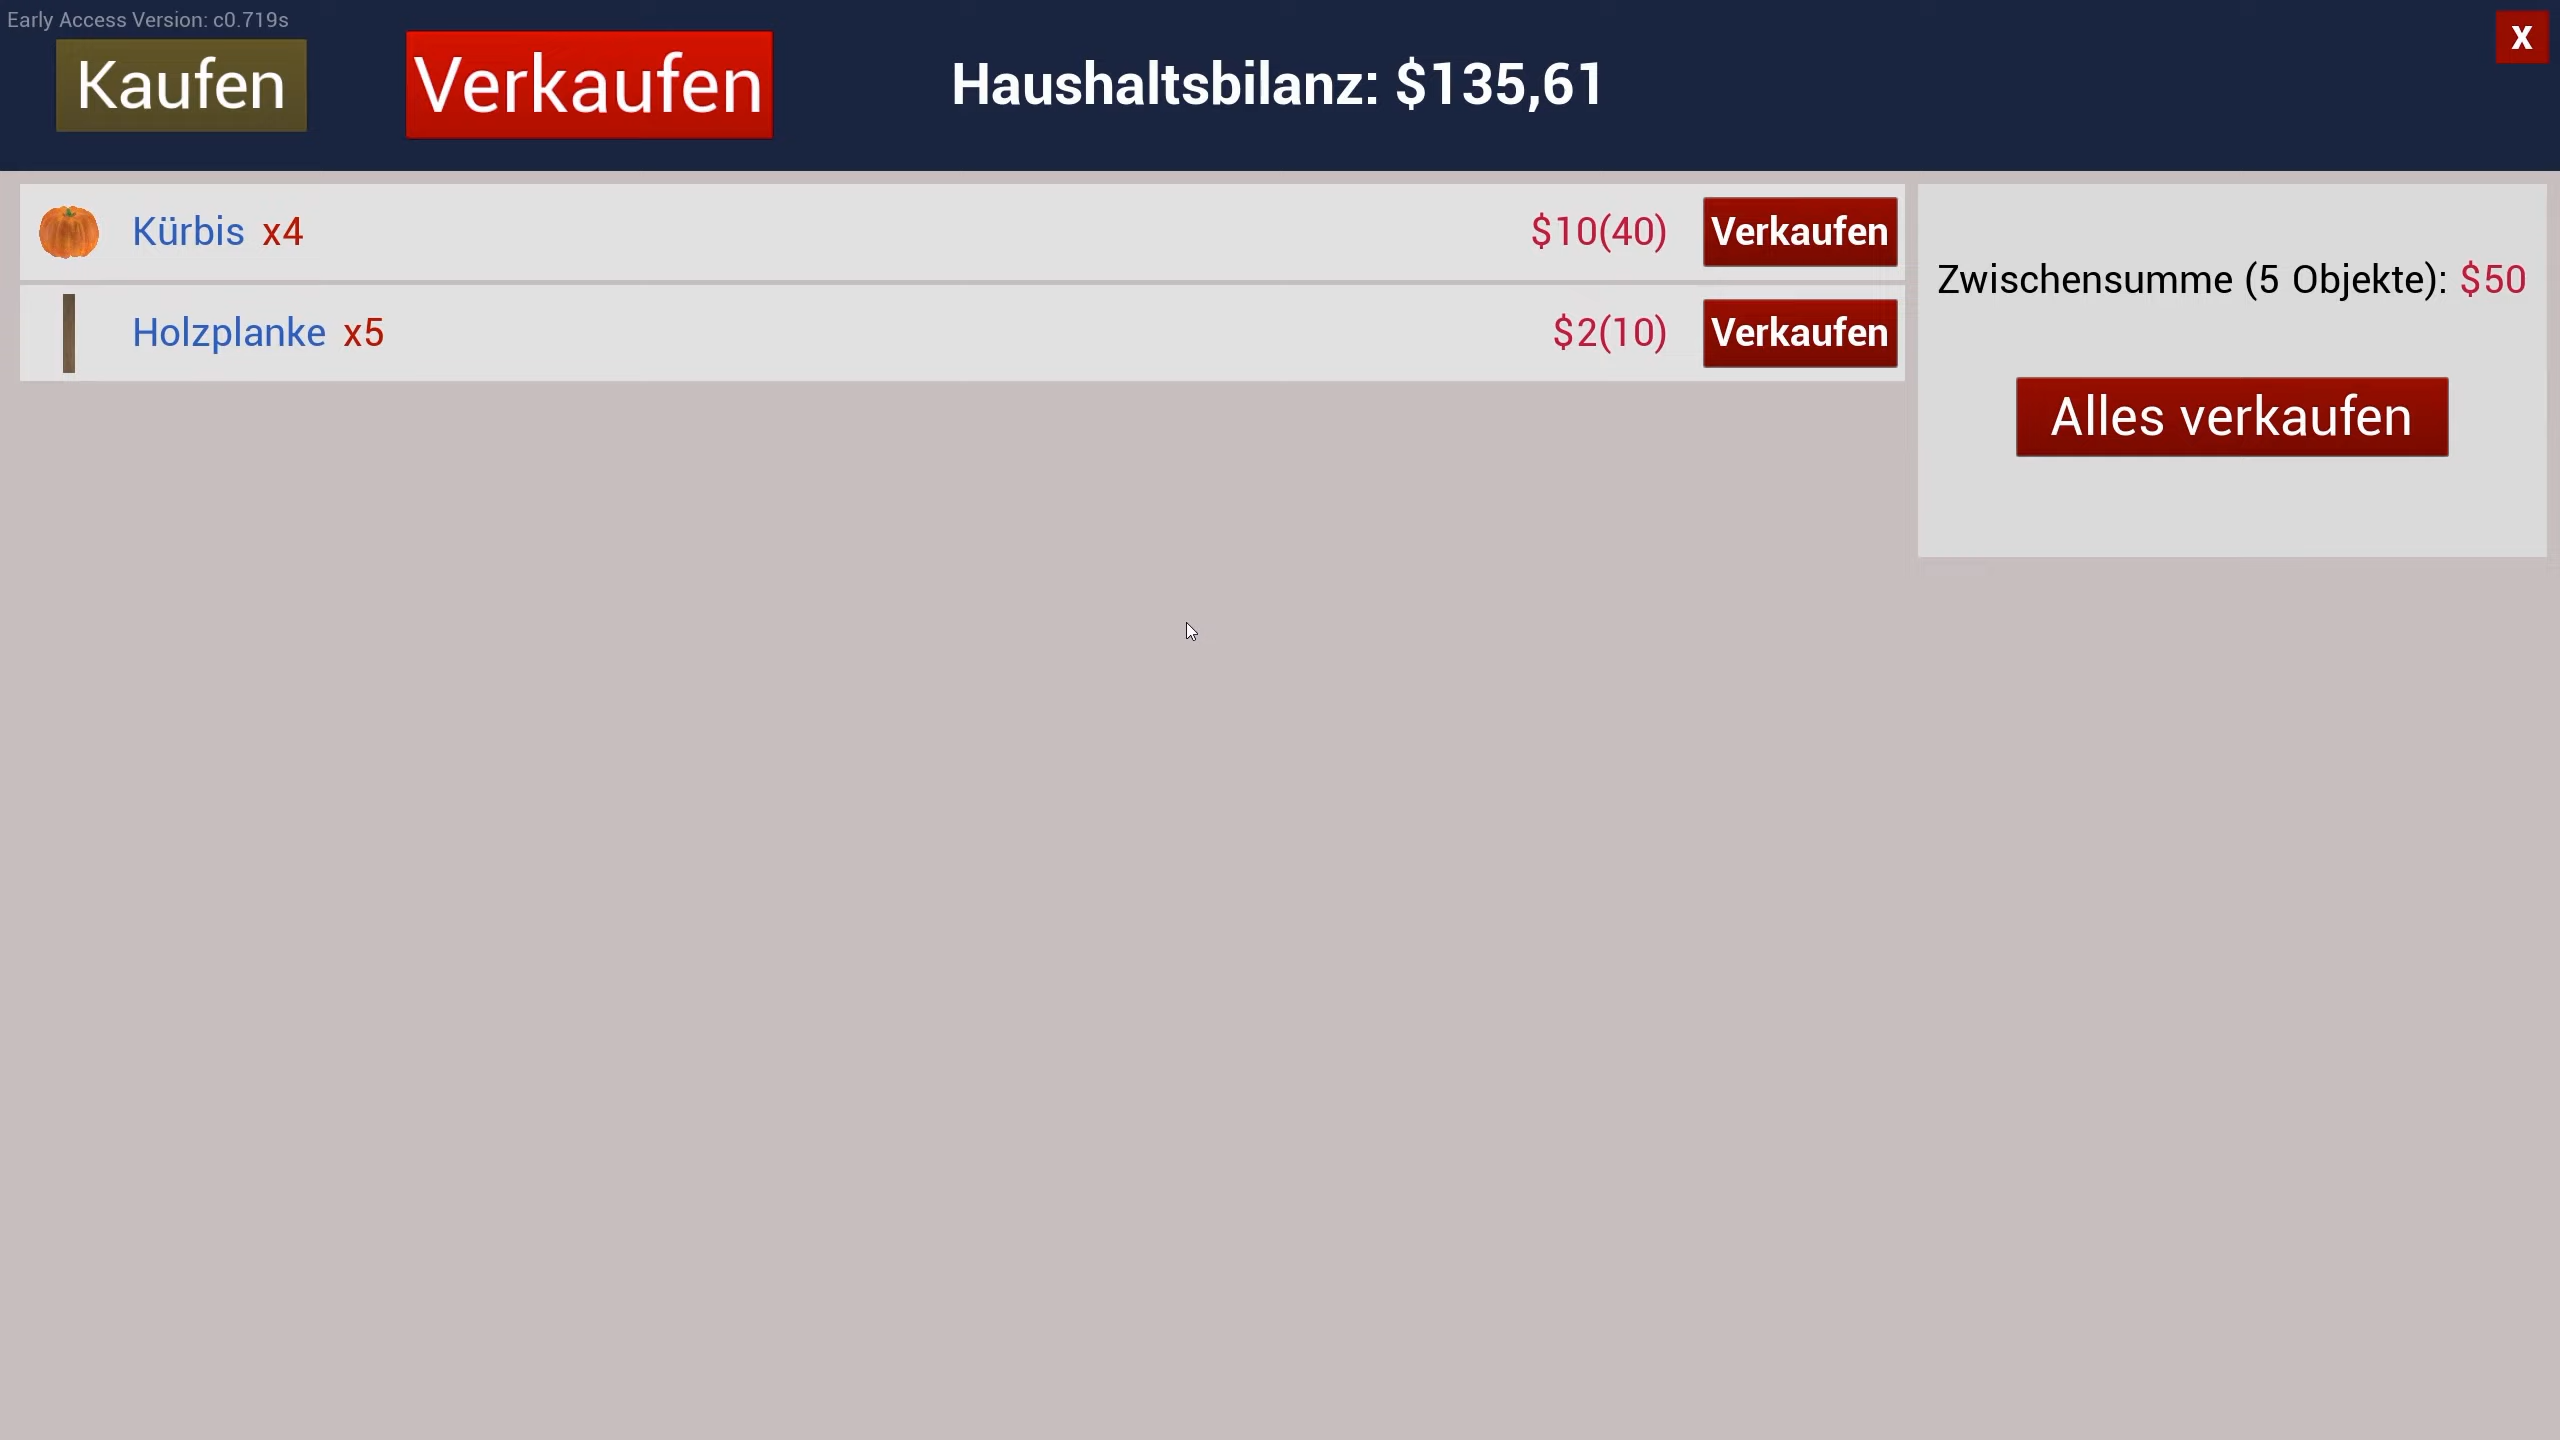 Early Access Version: c0.719s
Kaufen Verkaufen Haushaltsbilanz: $135,61 X
Kürbis x4 $10(40) Verkaufen
Holzplanke x5 $2(10) Verkaufen
Zwischensumme (5 Objekte): $50
Alles verkaufen